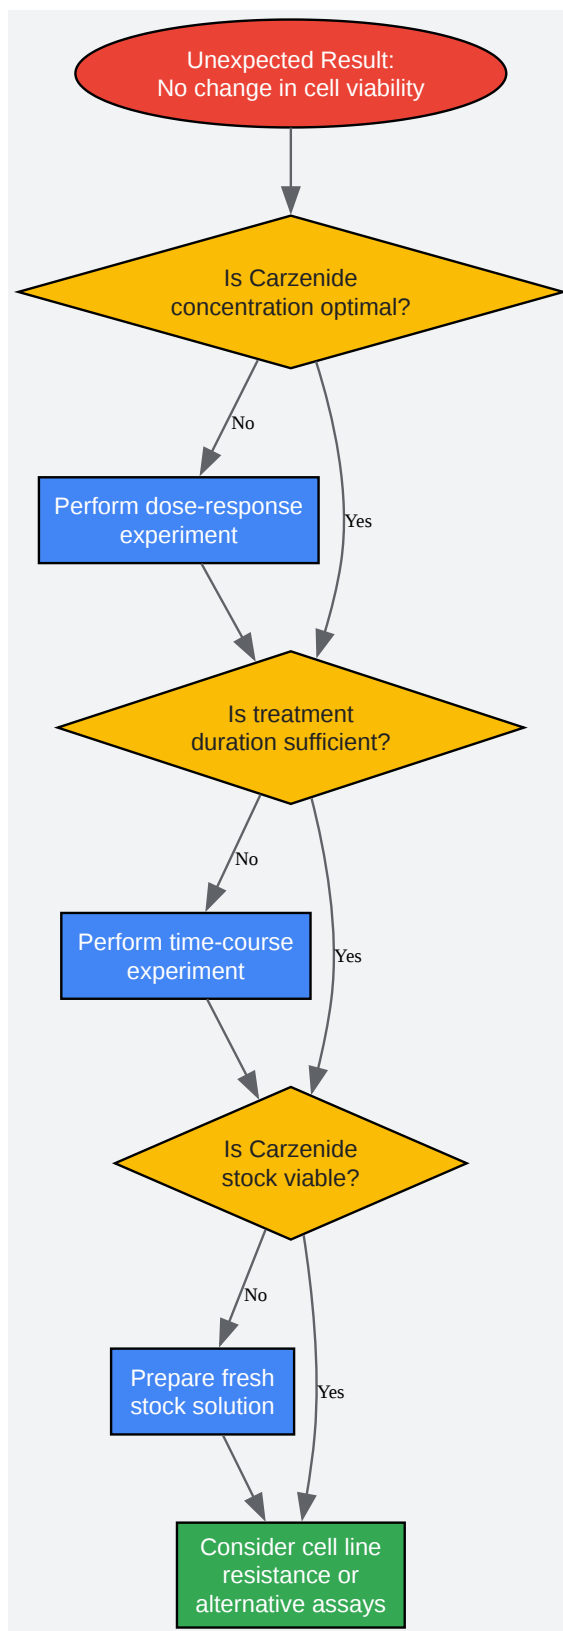 Unexpected Result:
No change in cell viability
Is Carzenide
concentration optimal?
No
Perform dose-response
experiment
Yes
Is treatment
duration sufficient?
No
Perform time-course
experiment
Yes
Is Carzenide
stock viable?
No
Prepare fresh
stock solution
Yes
Consider cell line
resistance or
alternative assays